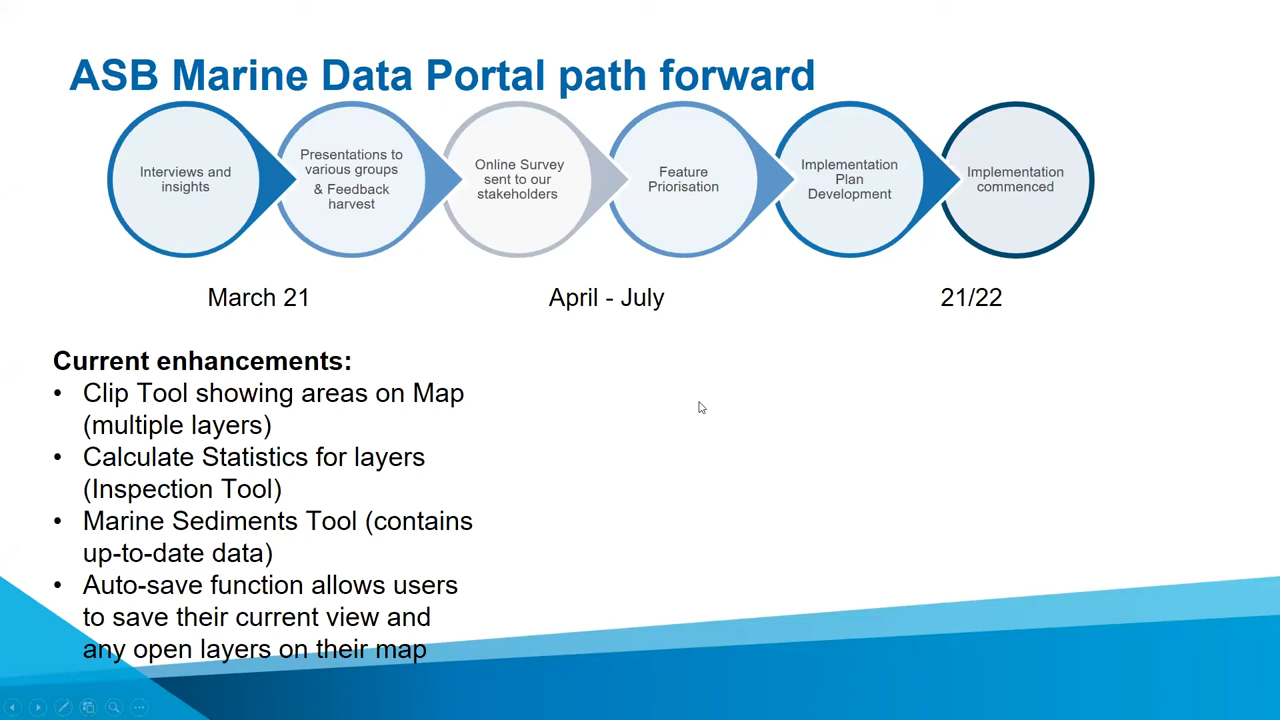 ASB Marine Data Portal path forward
Interviews and
insights
Presentations to
various groups
& Feedback
harvest
Online Survey
sent to our
stakeholders
Feature
Priorisation
Implementation
Plan
Development
Implementation
commenced
March 21
April - July
21/22
Current enhancements:
• Clip Tool showing areas on Map
(multiple layers)
• Calculate Statistics for layers
(Inspection Tool)
• Marine Sediments Tool (contains
up-to-date data)
• Auto-save function allows users
to save their current view and
any open layers on their map